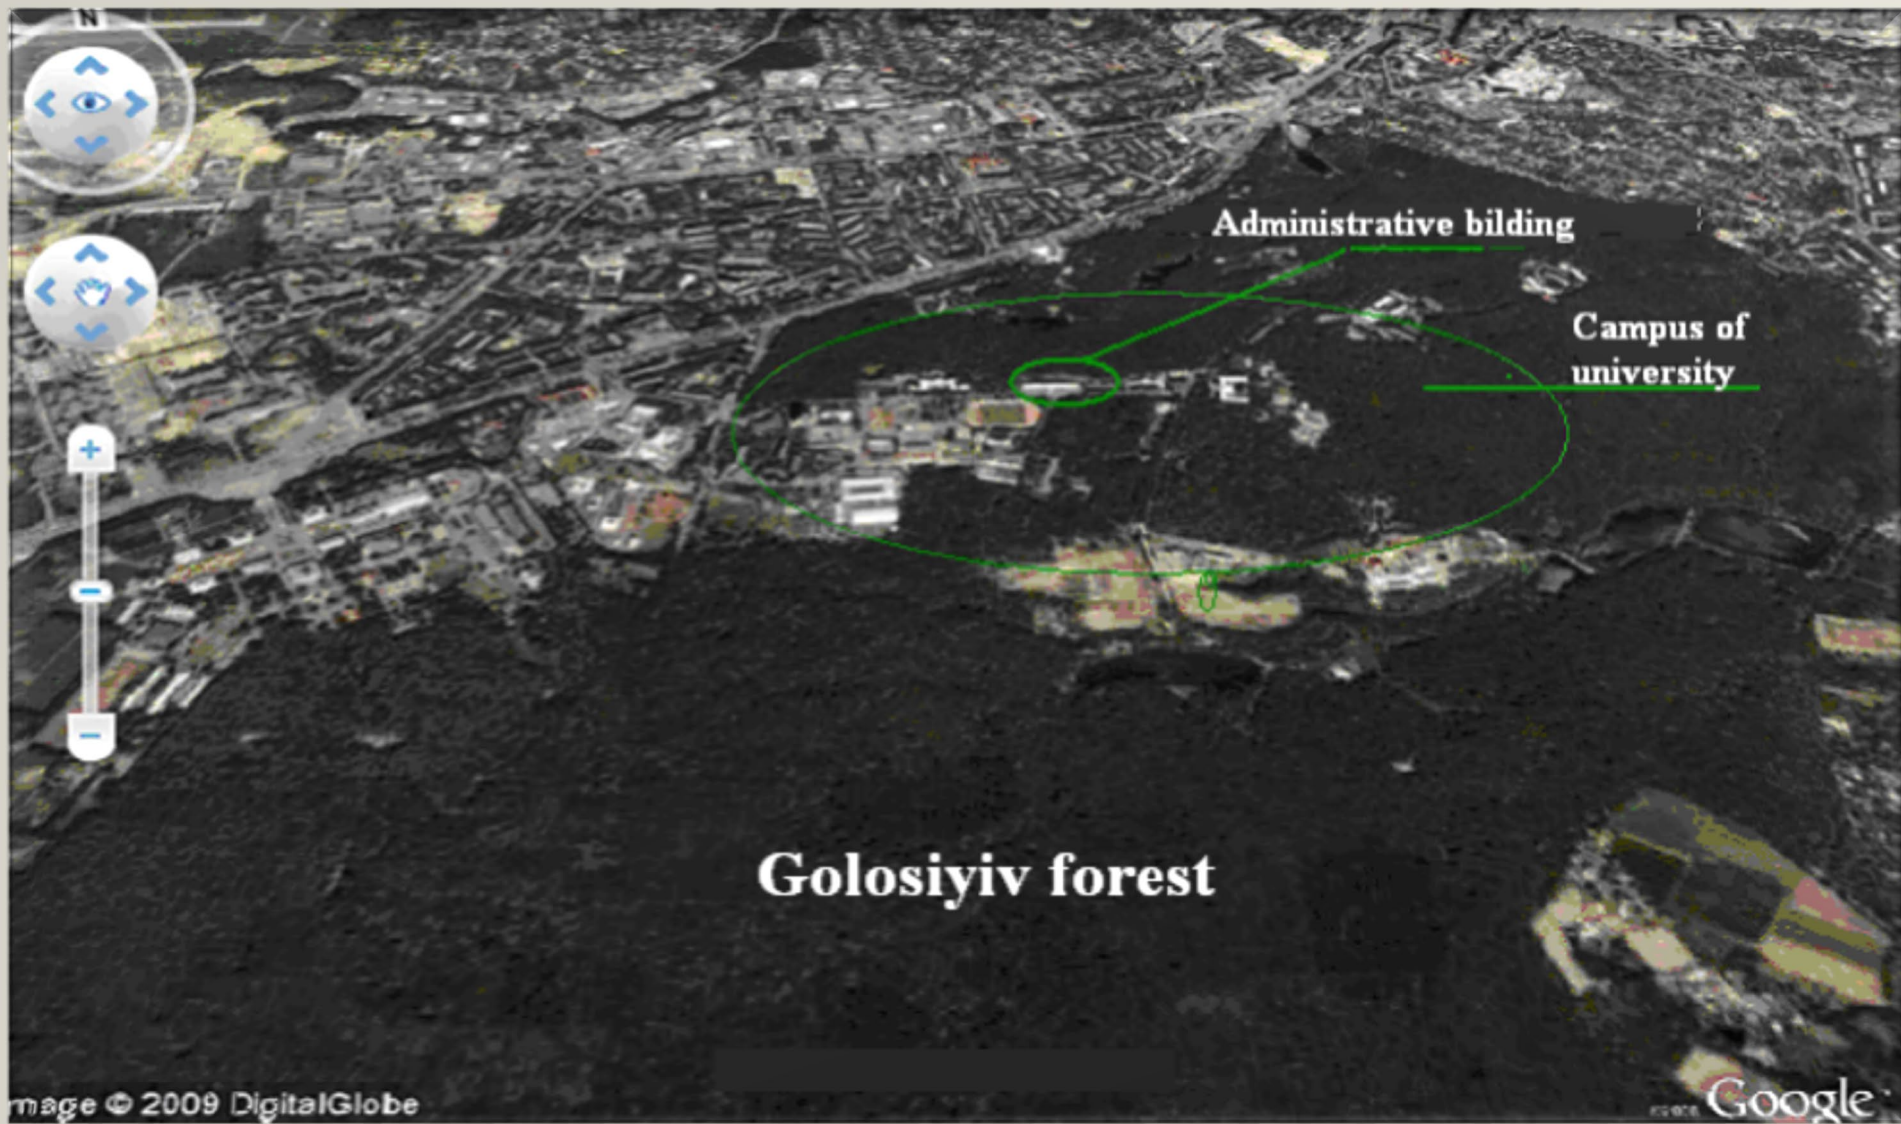 N
Administrative bilding
Campus of
university
Golosiyiv forest
mage © 2009 DigitalGlobe
Google